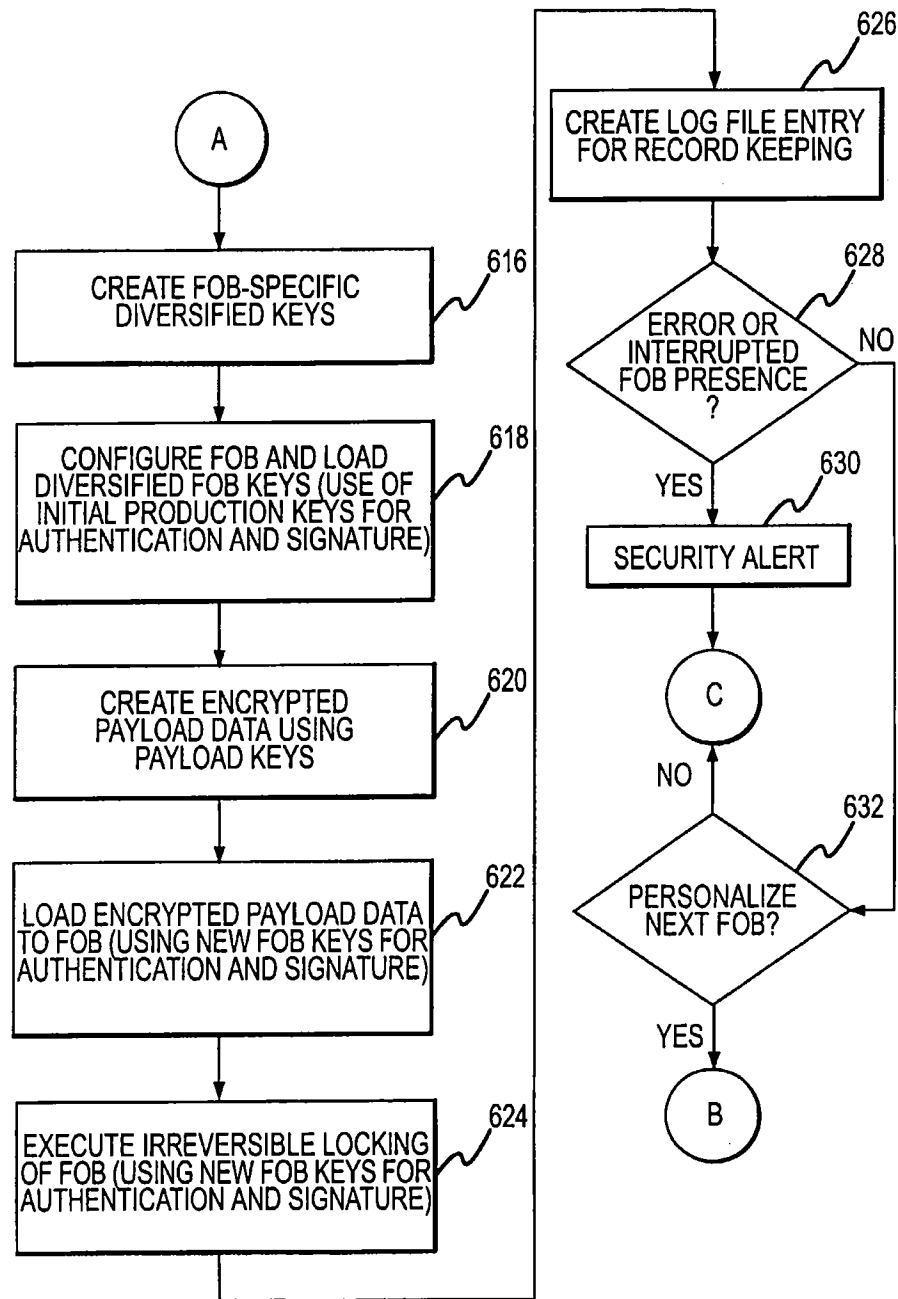 A
CREATE FOB-SPECIFIC
DIVERSIFIED KEYS
616
CONFIGURE FOB AND LOAD
DIVERSIFIED FOB KEYS (USE OF
INITIAL PRODUCTION KEYS FOR
AUTHENTICATION AND SIGNATURE)
618
CREATE ENCRYPTED
PAYLOAD DATA USING
PAYLOAD KEYS
620
LOAD ENCRYPTED PAYLOAD DATA
TO FOB (USING NEW FOB KEYS FOR
AUTHENTICATION AND SIGNATURE)
622
EXECUTE IRREVERSIBLE LOCKING
OF FOB (USING NEW FOB KEYS FOR
AUTHENTICATION AND SIGNATURE)
624
626
CREATE LOG FILE ENTRY
FOR RECORD KEEPING
628
ERROR OR
INTERRUPTED
FOB PRESENCE
?
NO
YES
630
SECURITY ALERT
C
NO
632
PERSONALIZE
NEXT FOB?
YES
B